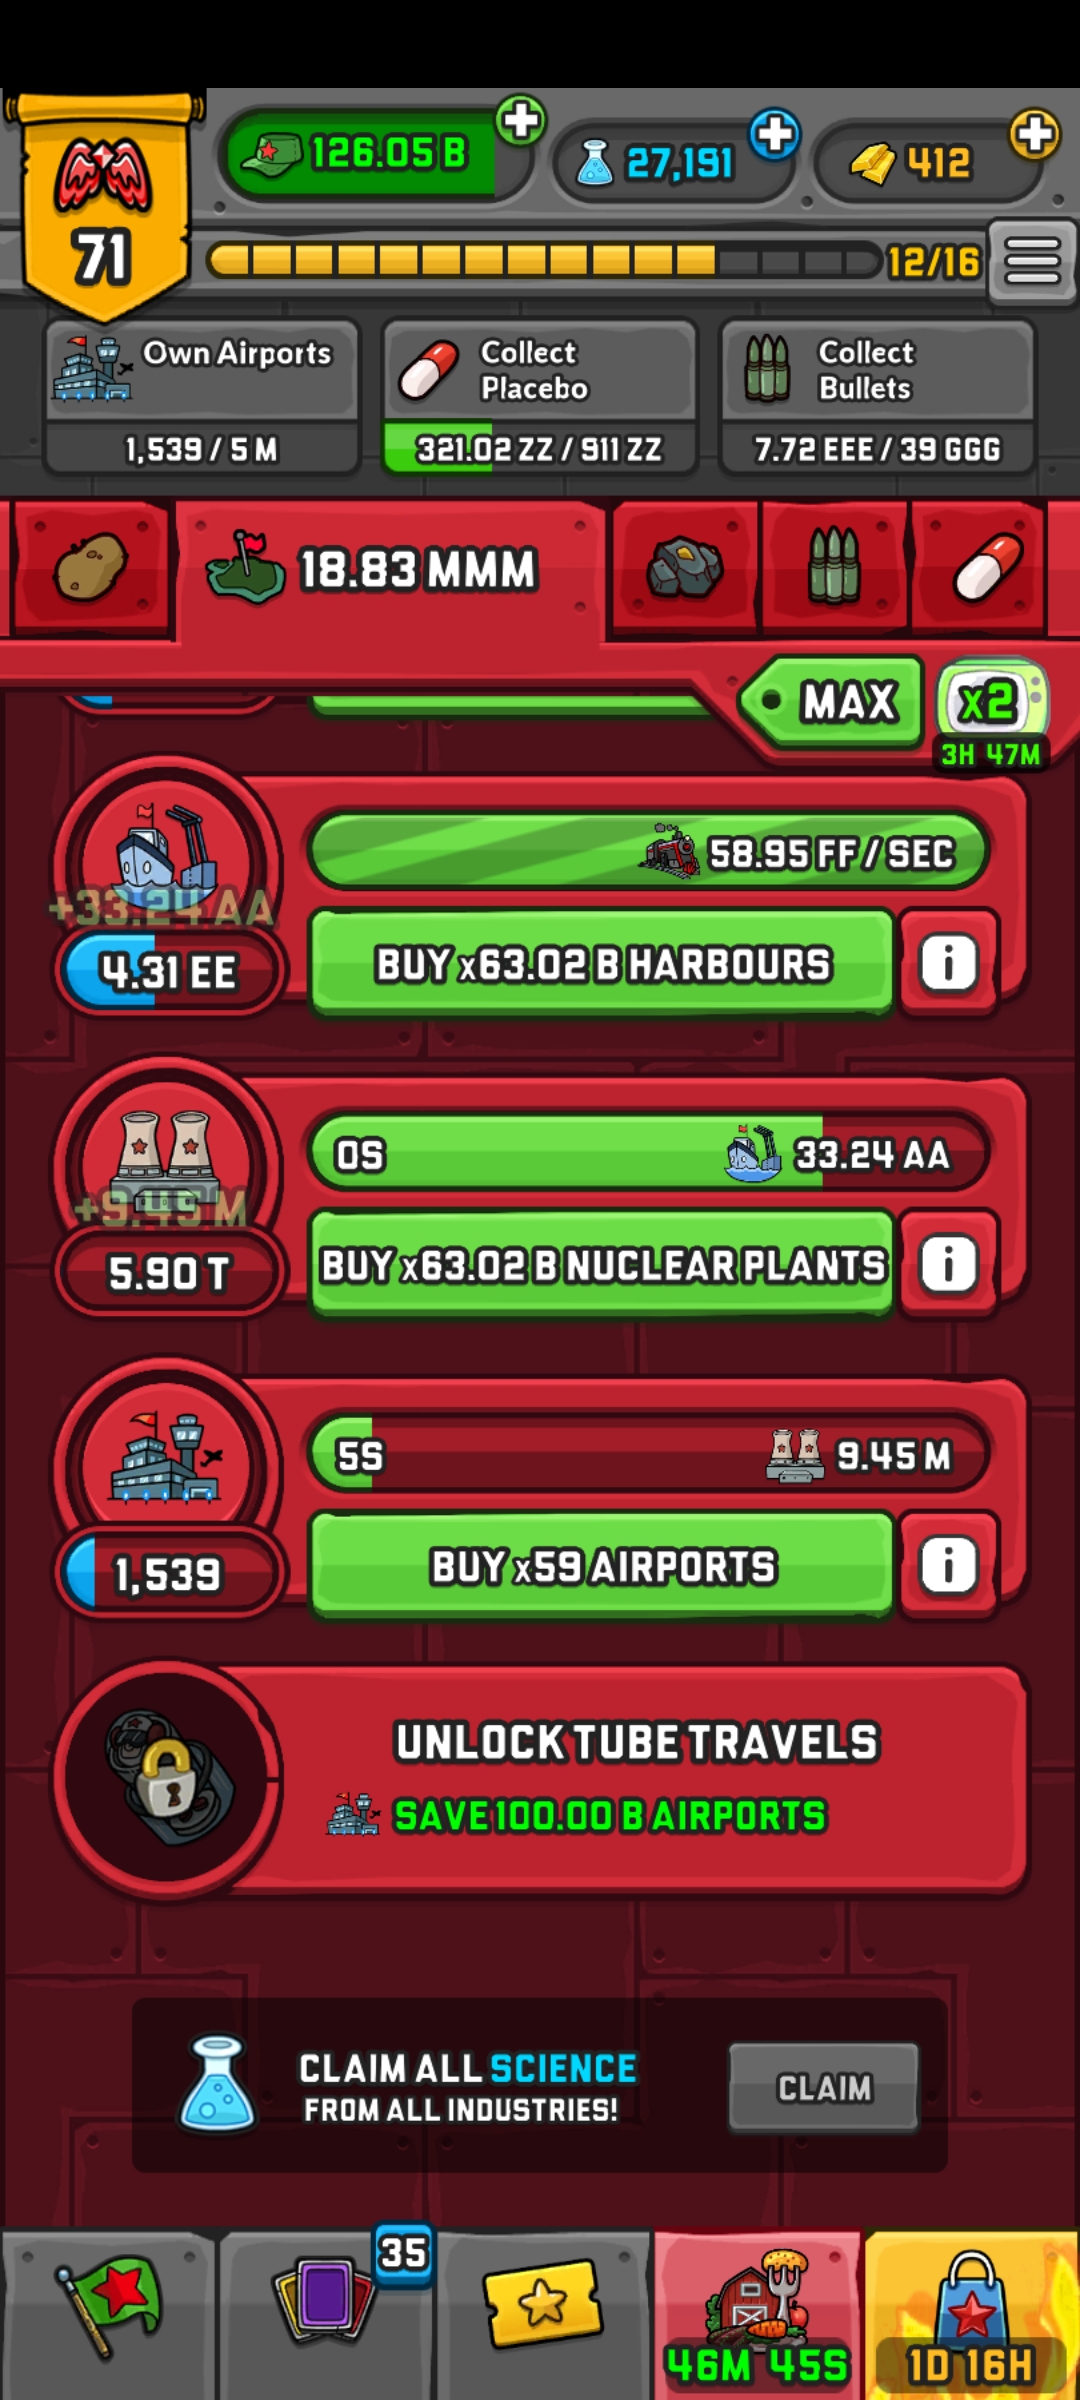 126.05 B
27,191
412
71
12/16
Own Airports
1,539 / 5 M
Collect
Placebo
321.02 ZZ / 911 ZZ
Collect
Bullets
7.72 EEE / 39 GGG
18.83 MMM
MAX
x2
3H 47M
58.95 FF / SEC
+33.24 AA
4.31 EE
BUY x63.02 B HARBOURS
i
0S
33.24 AA
+9.45 M
5.90 T
BUY x63.02 B NUCLEAR PLANTS
i
5S
9.45 M
1,539
BUY x59 AIRPORTS
i
UNLOCK TUBE TRAVELS
SAVE 100.00 B AIRPORTS
CLAIM ALL SCIENCE
FROM ALL INDUSTRIES!
CLAIM
35
46M 45S
1D 16H